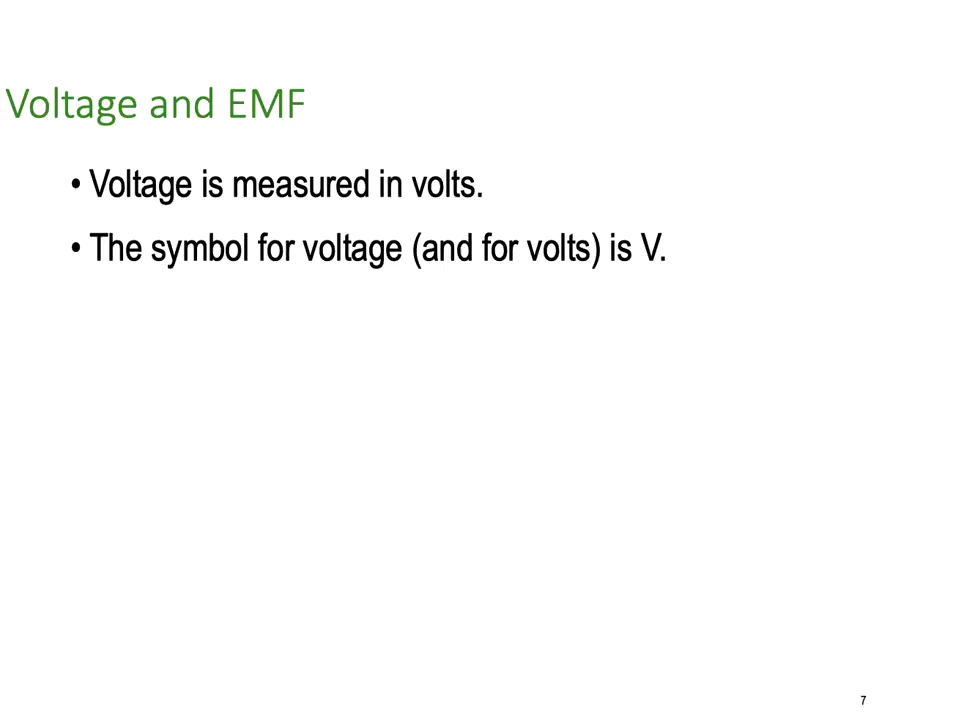 Voltage and EMF
• Voltage is measured in volts.
• The symbol for voltage (and for volts) is V.
7